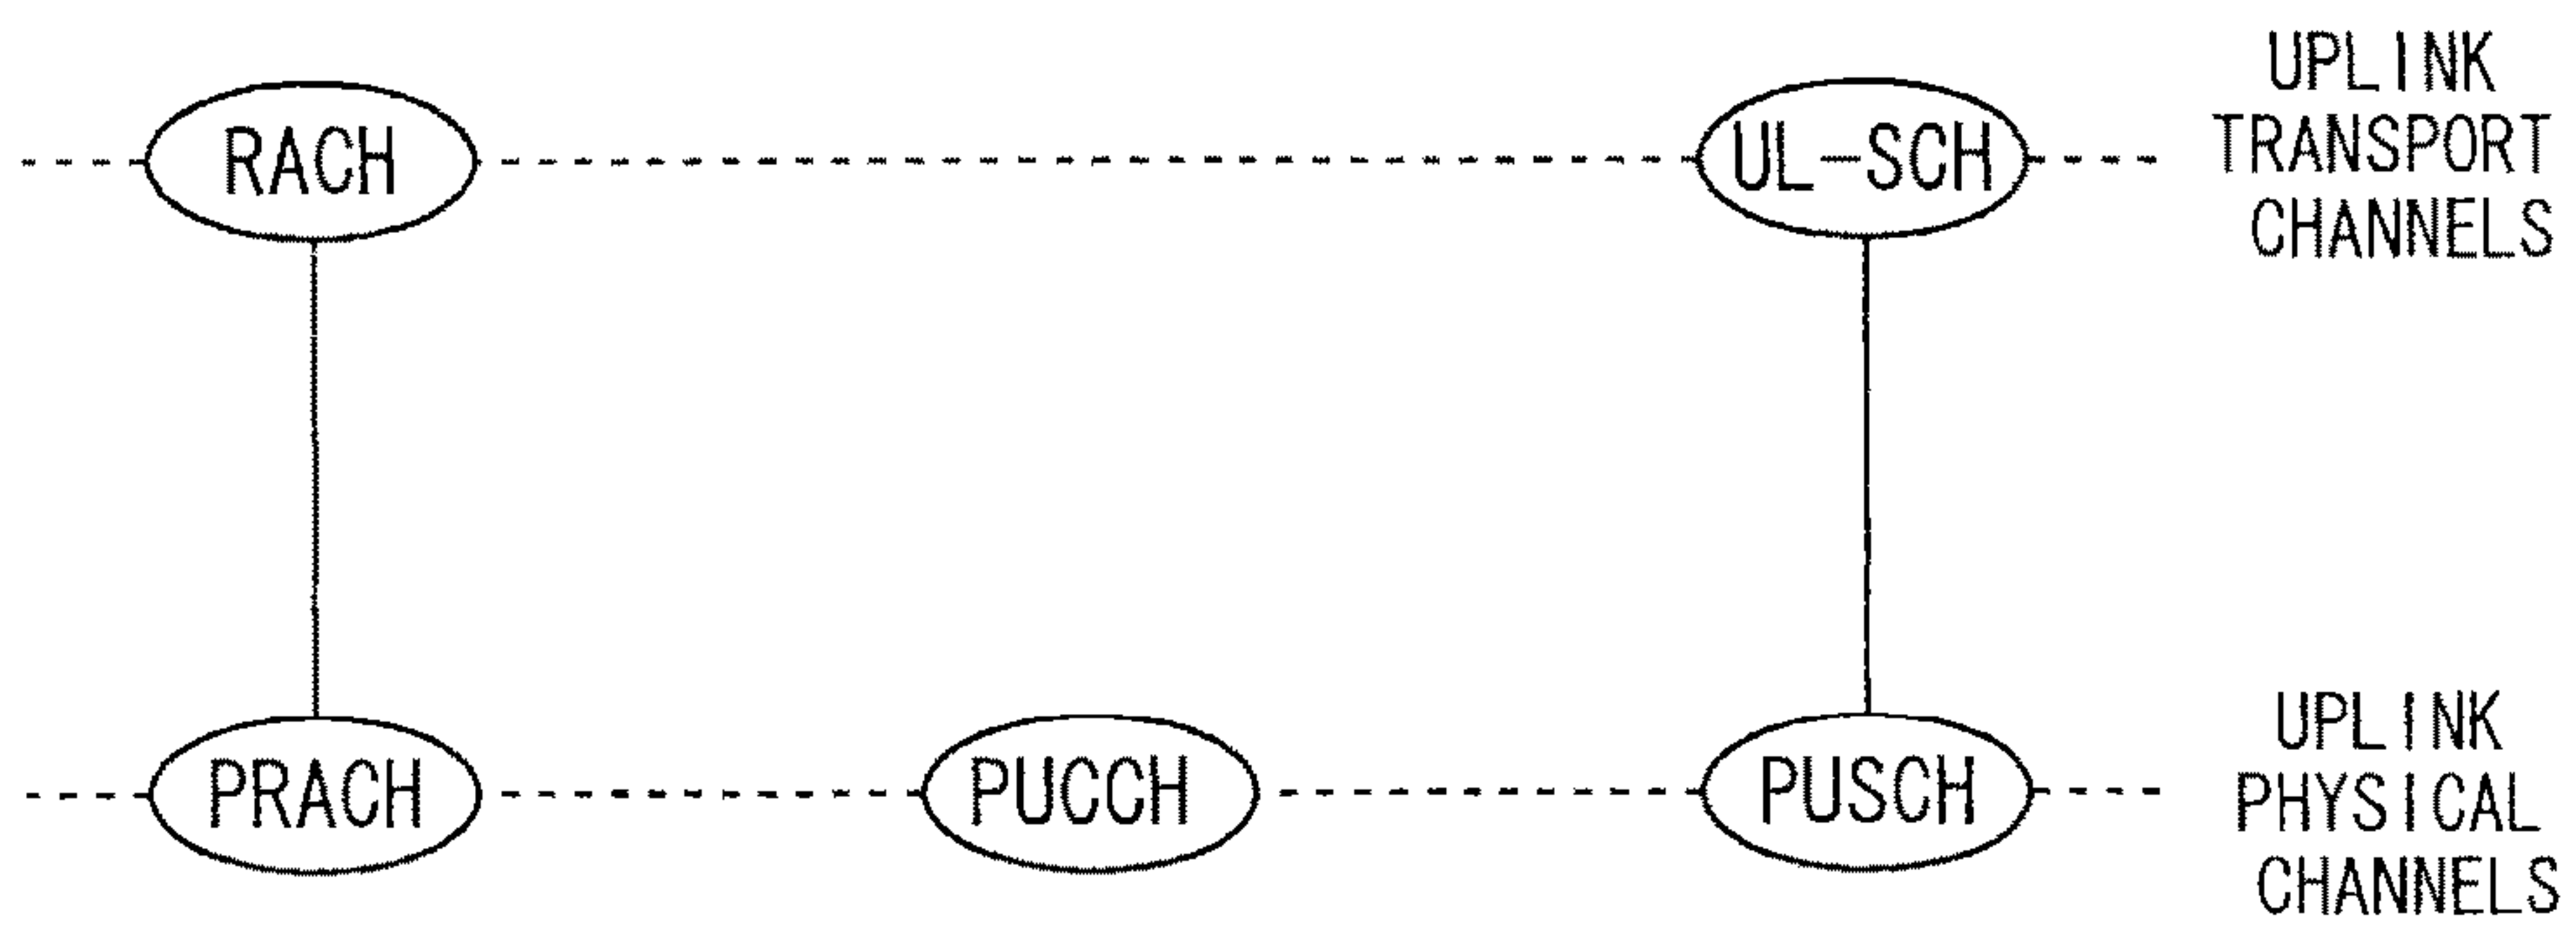 RACH
UL-SCH
UPLINK
TRANSPORT
CHANNELS
PRACH
PUCCH
PUSCH
UPLINK
PHYSICAL
CHANNELS